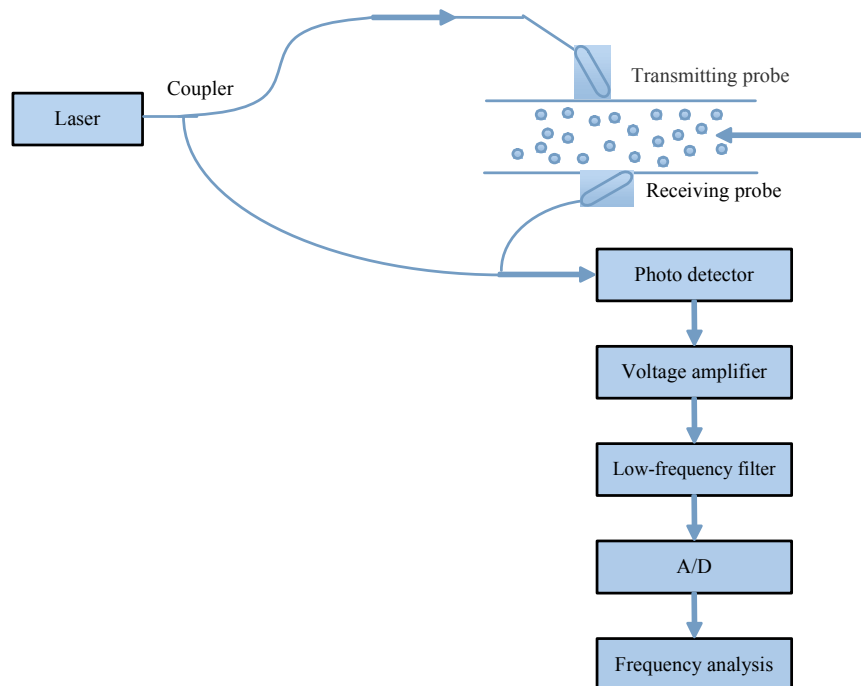 Transmitting probe
Coupler
Laser
Receiving probe
Photo detector
Voltage amplifier
Low-frequency filter
A/D
Frequency analysis